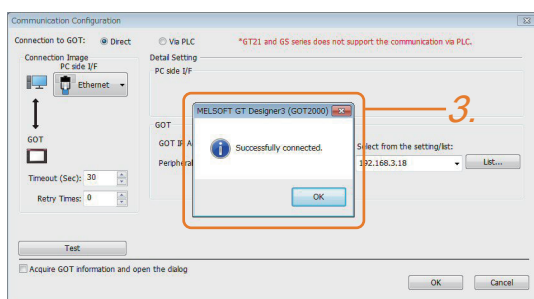 Communication Configuration
Connection to GOT: Direct Via PLC *GT21 and GS series does not support the communication via PLC.
Connection Image
PC side I/F
Ethernet
GOT
Timeout (Sec): 30
Retry Times: 0
Detail Setting
PC side I/F
MELSOFT GT Designer3 (GOT2000)
Successfully connected.
OK
3.
GOT
GOT IP A
Select from the setting/list:
Peripheral
192.168.3.18 List...
Test
Acquire GOT information and open the dialog
OK Cancel